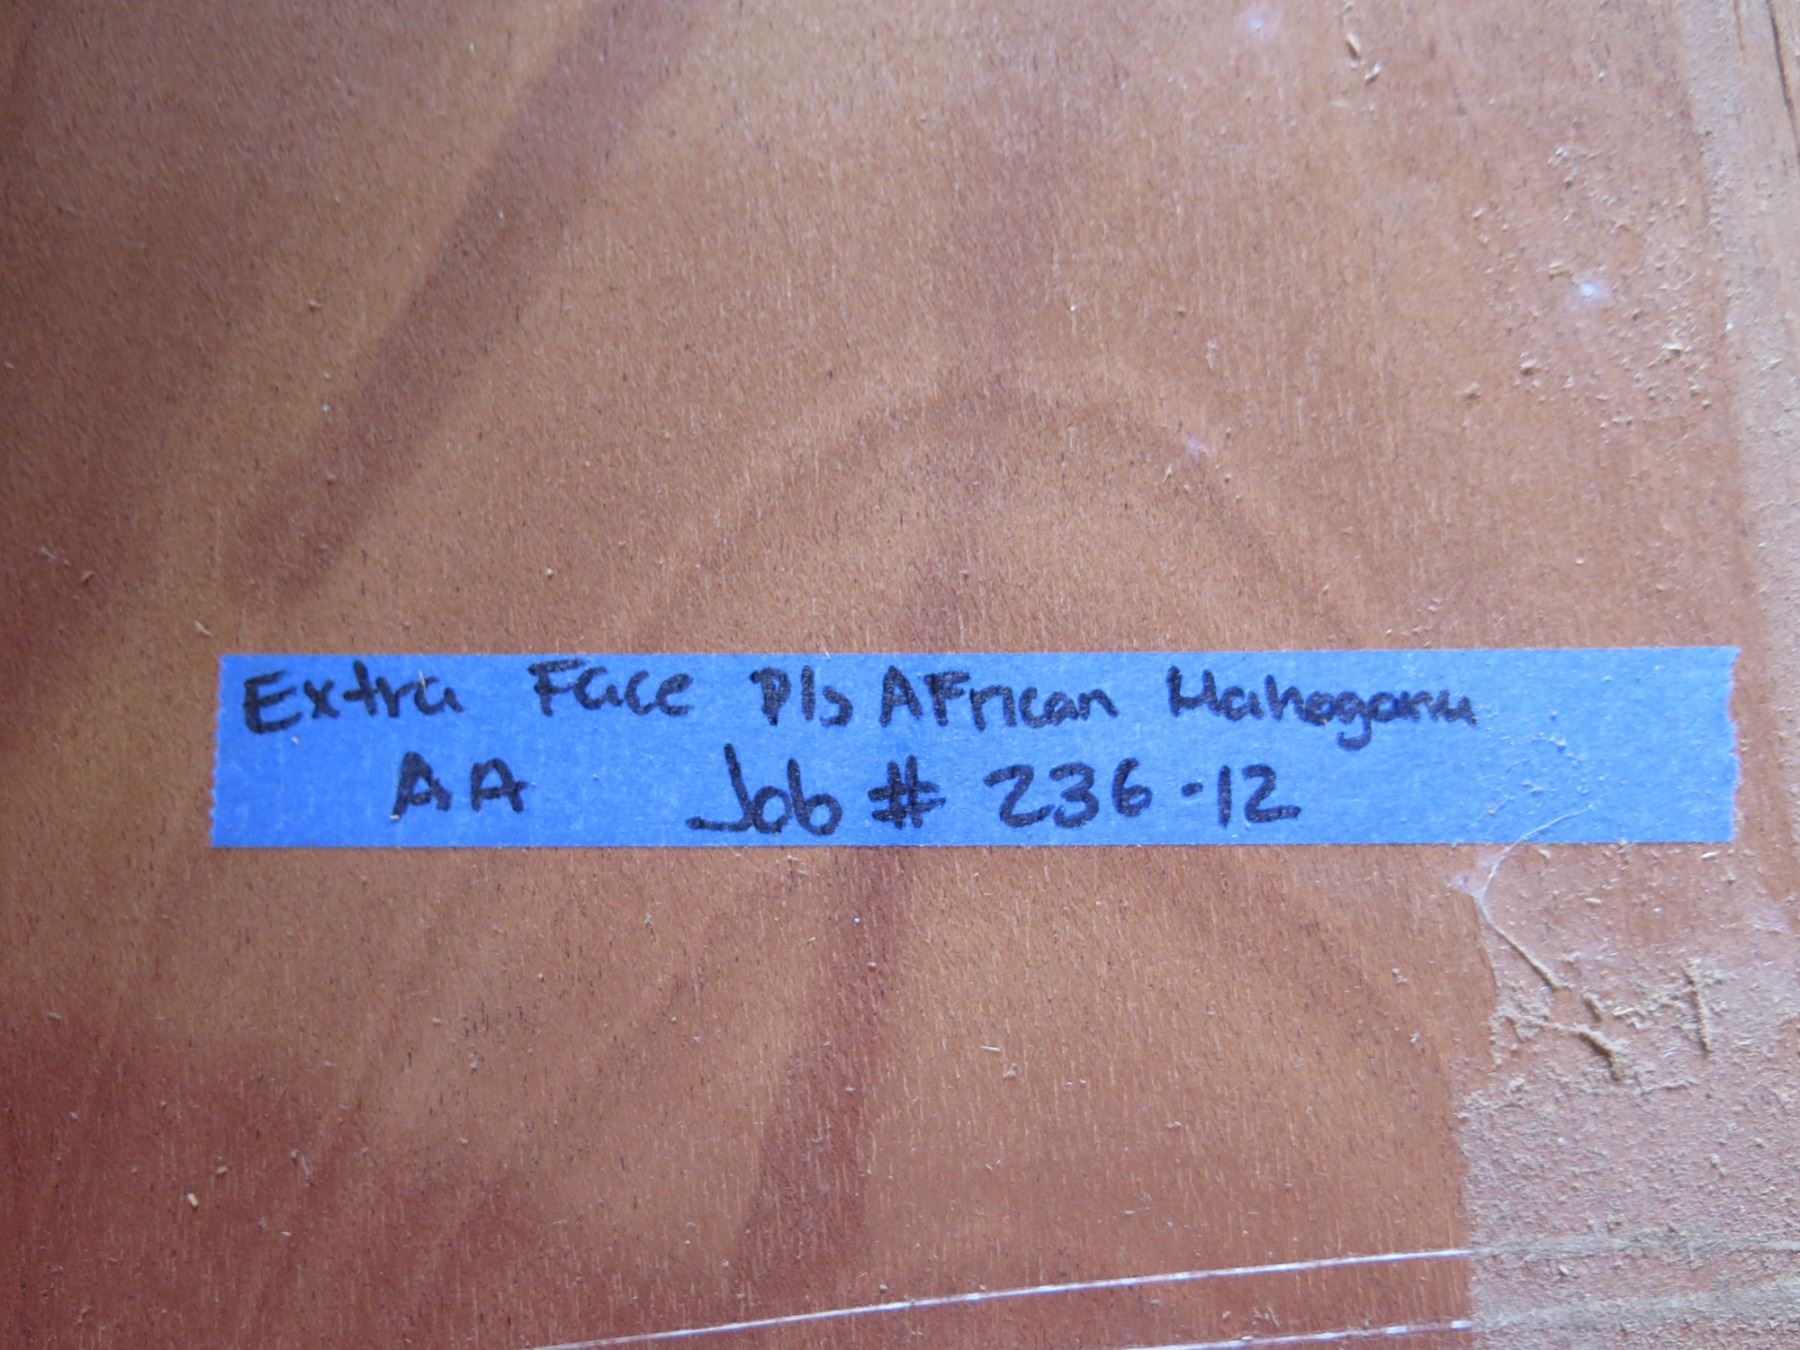 Extra Face Pls African Mahogany
AA Job # 236-12